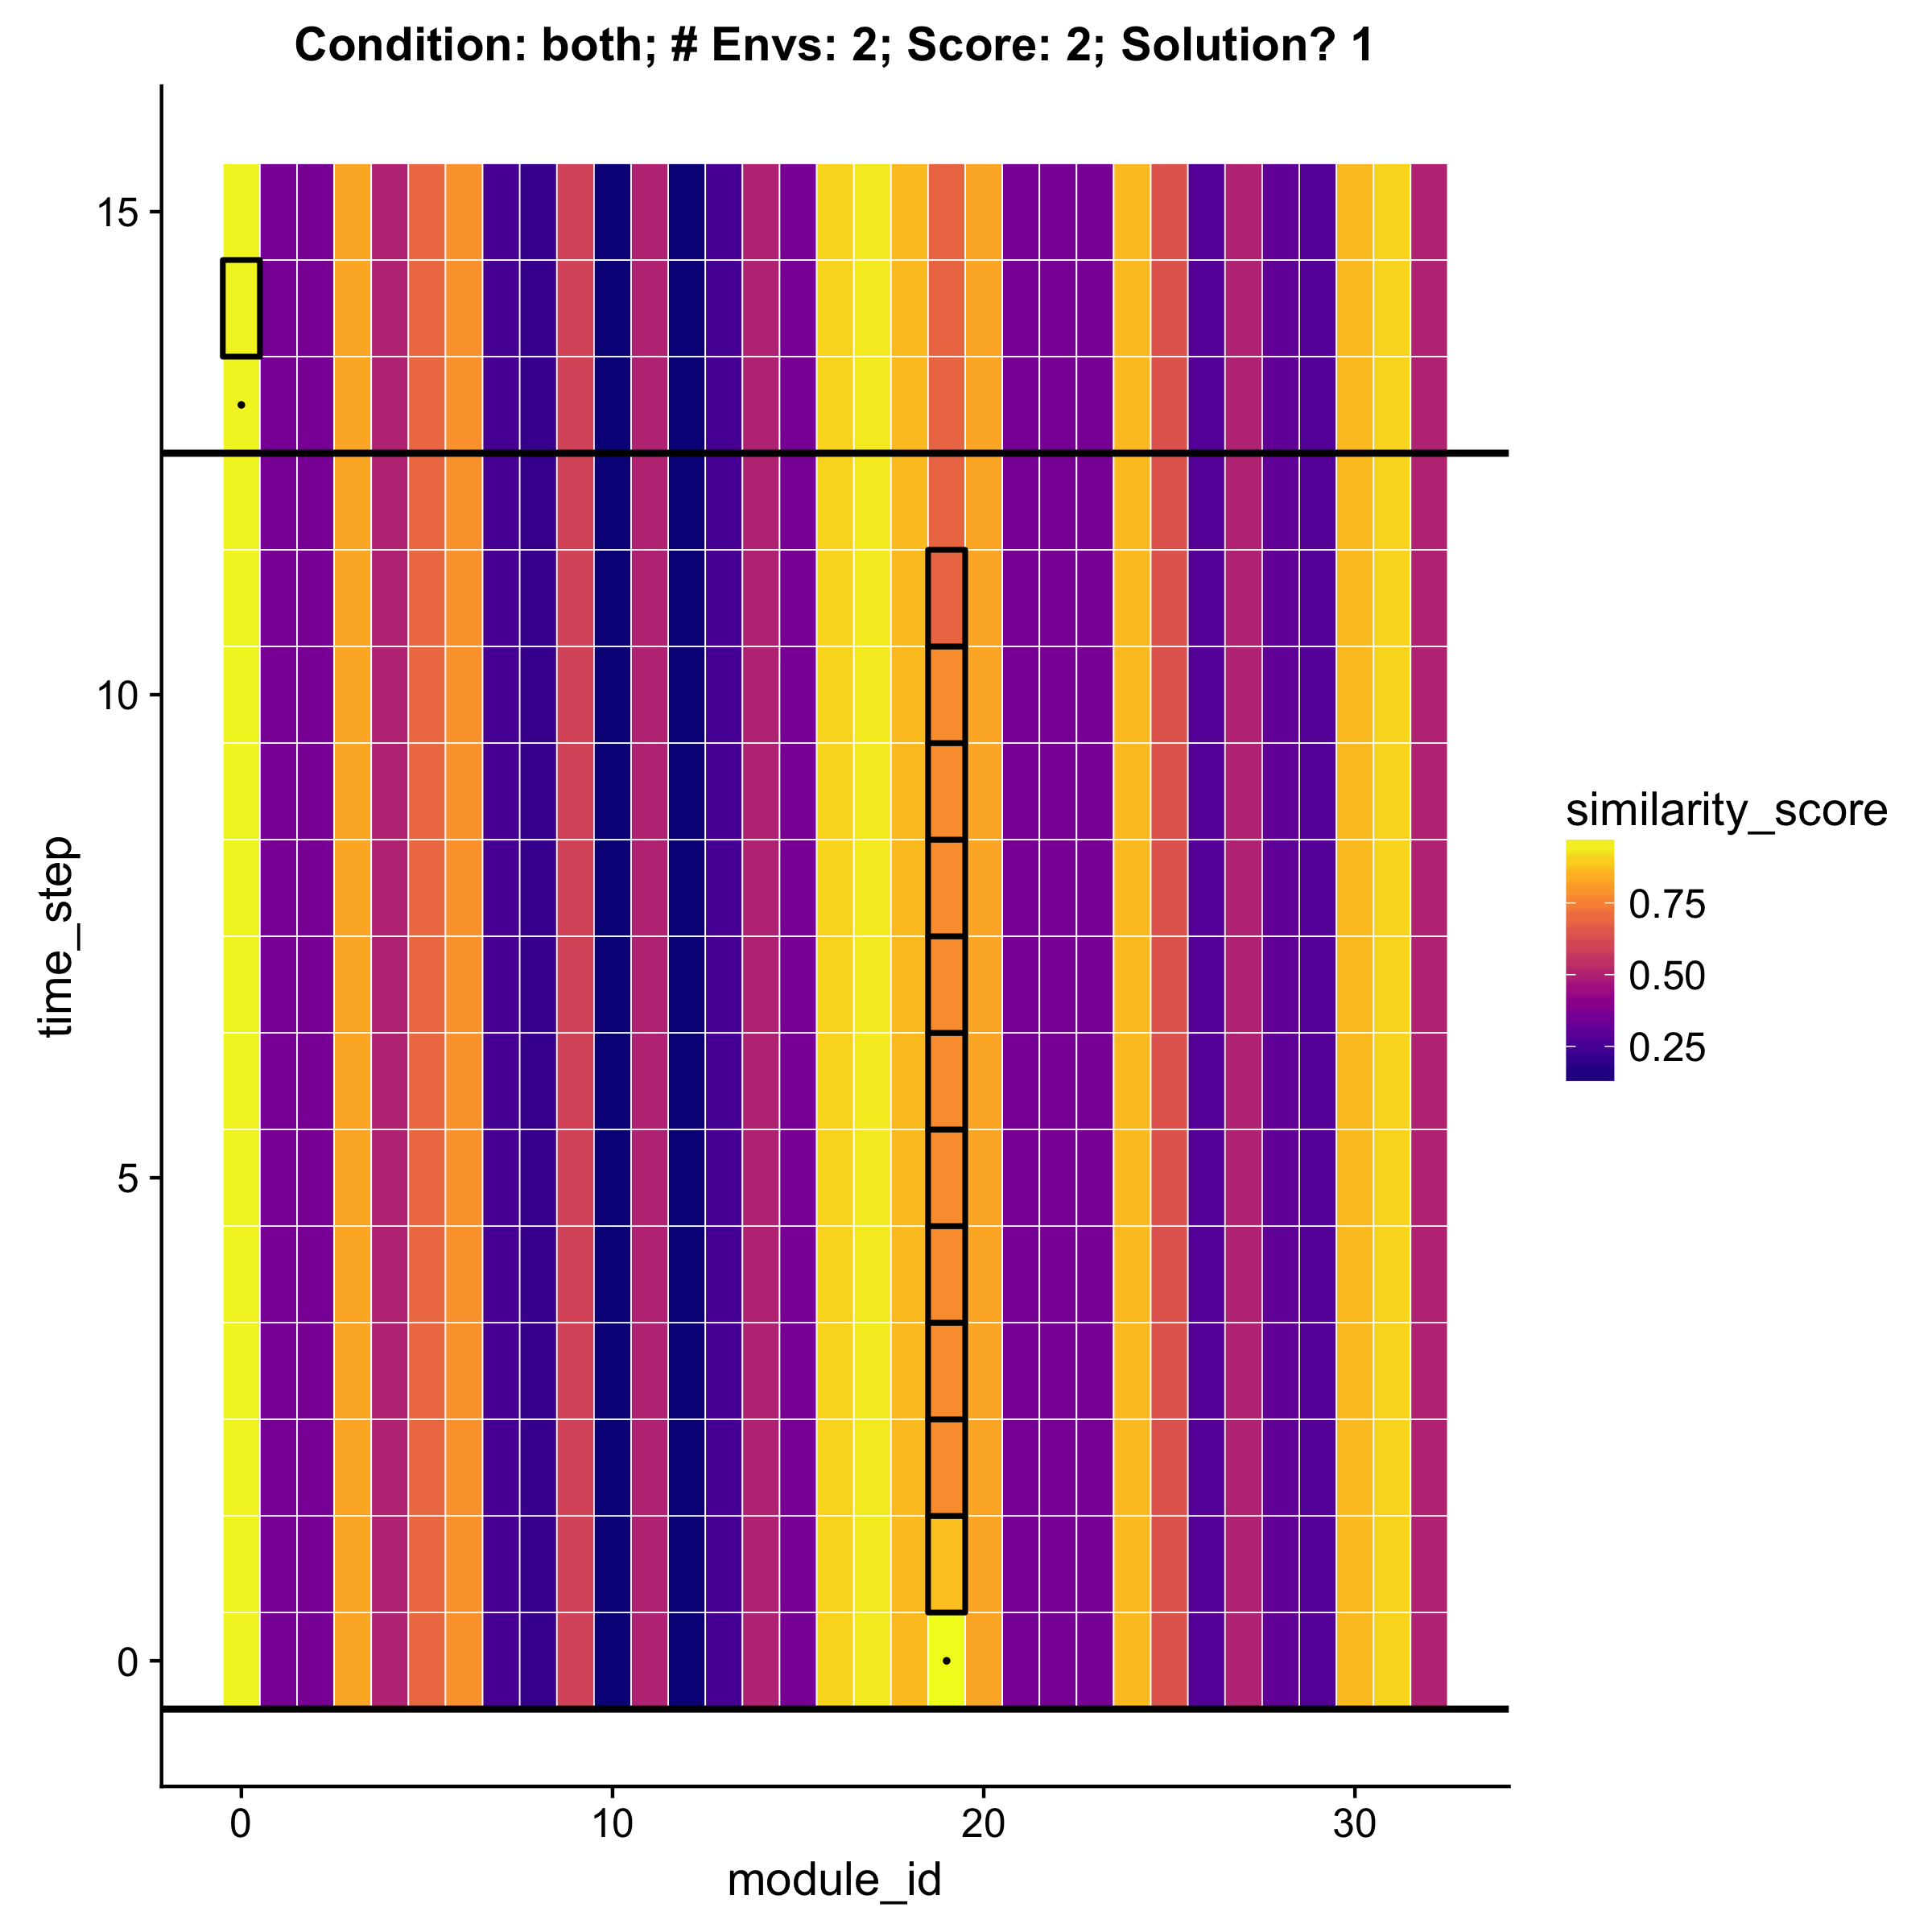 Condition: both; # Envs: 2; Score: 2; Solution? 1
15
10
5
0
time_step
0 10 20 30
module_id
similarity_score
0.75
0.50
0.25